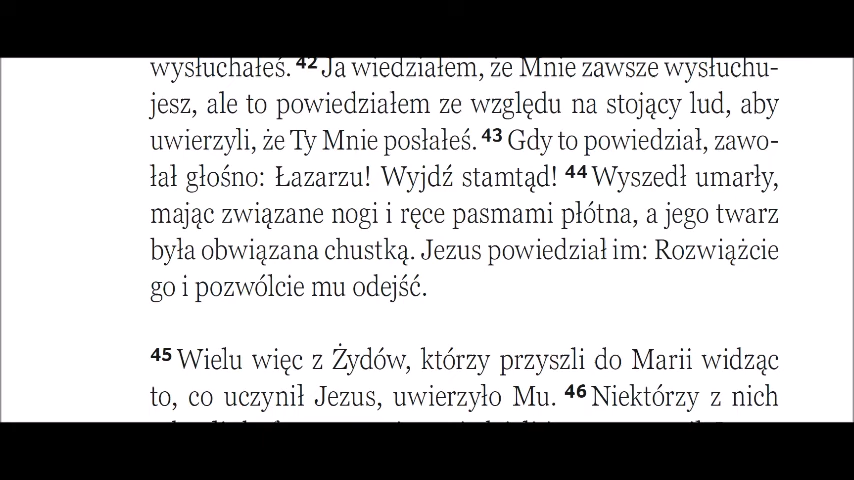 wysłuchałeś. 42 Ja wiedziałem, że Mnie zawsze wysłuchu-
jesz, ale to powiedziałem ze względu na stojący lud, aby
uwierzyli, że Ty Mnie posłałeś. 43 Gdy to powiedział, zawo-
łał głośno: Łazarzu! Wyjdź stamtąd! 44 Wyszedł umarły,
mając związane nogi i ręce pasmami płótna, a jego twarz
była obwiązana chustką. Jezus powiedział im: Rozwiążcie
go i pozwólcie mu odejść.
45 Wielu więc z Żydów, którzy przyszli do Marii widząc
to, co uczynił Jezus, uwierzyło Mu. 46 Niektórzy z nich